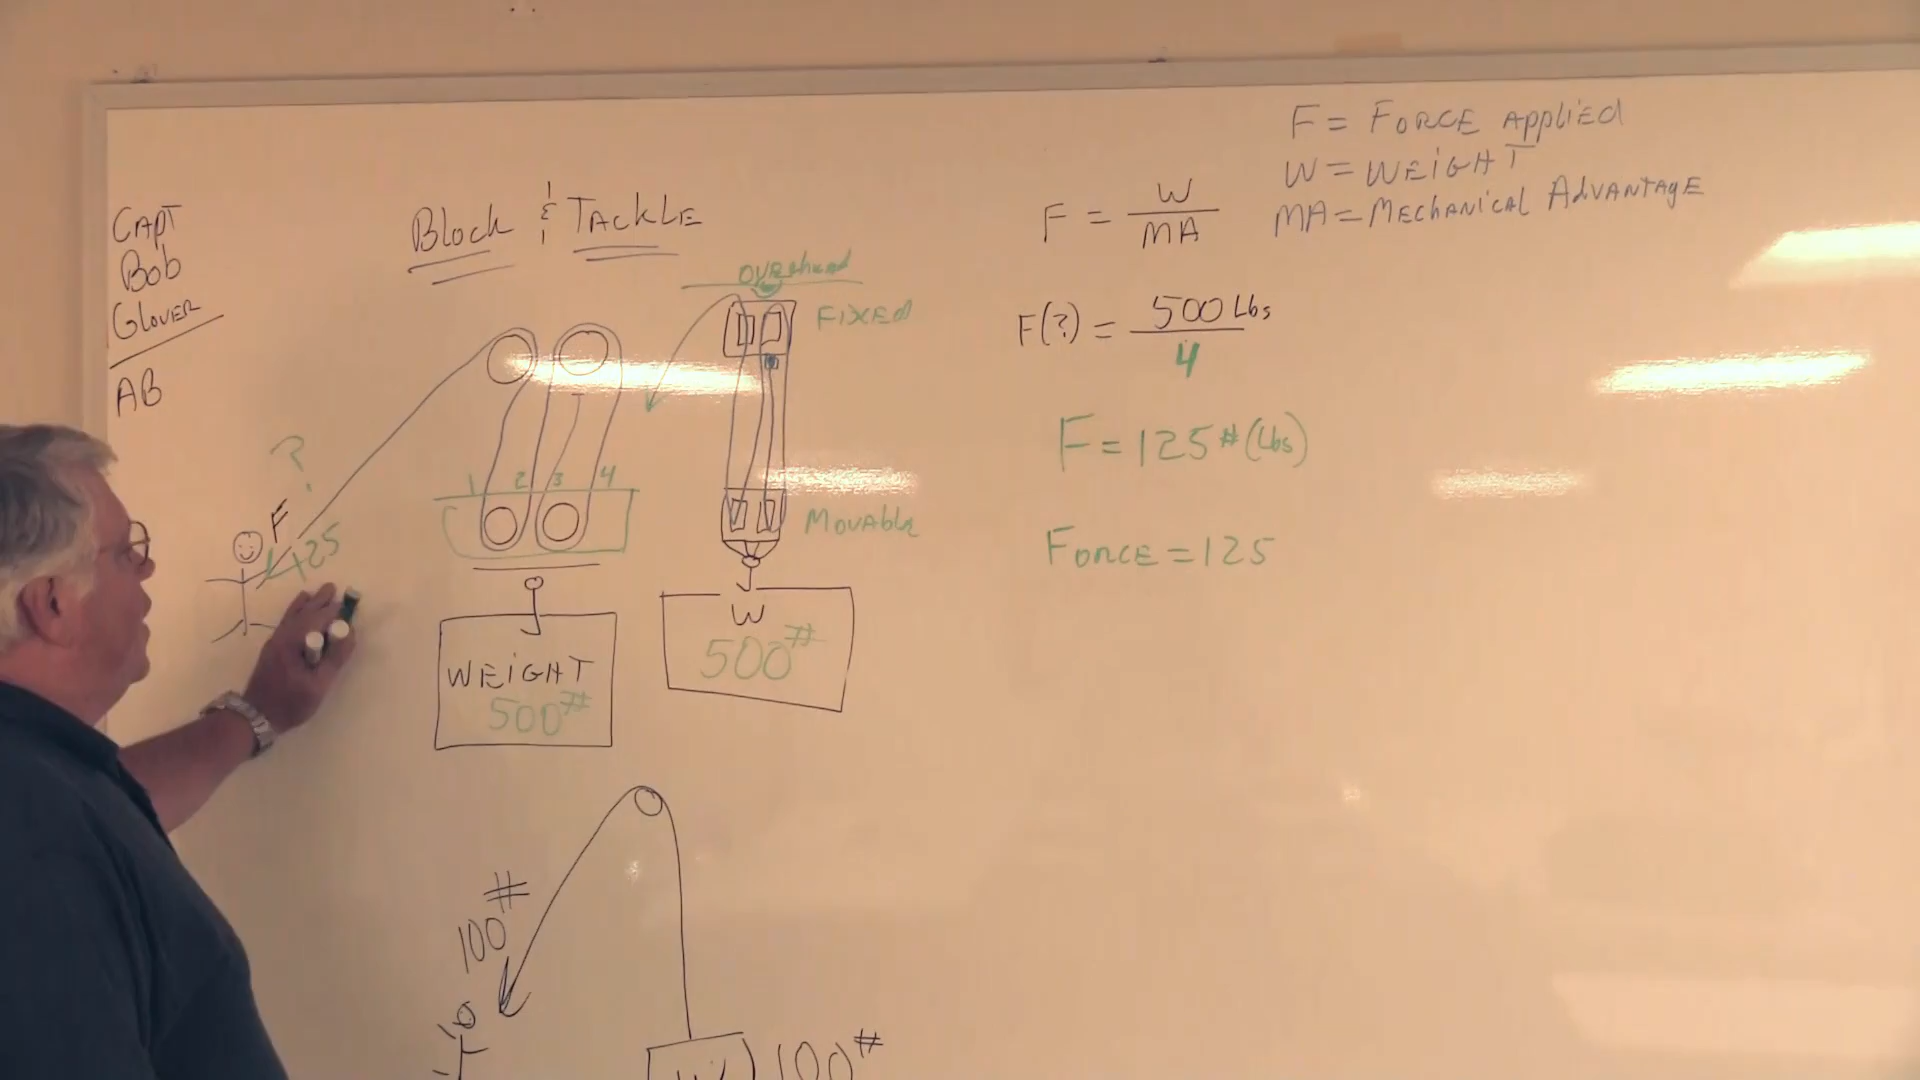 Capt
Bob
Glover
AB
Block & Tackle
Overhead
Fixed
1 2 3 4
Movable
?
F
125
Weight
500#
W
500#
100#
W 100#
F = Force Applied
W = Weight
MA = Mechanical Advantage
F = W
MA
F(?) = 500 Lbs
4
F = 125# (Lbs)
Force = 125